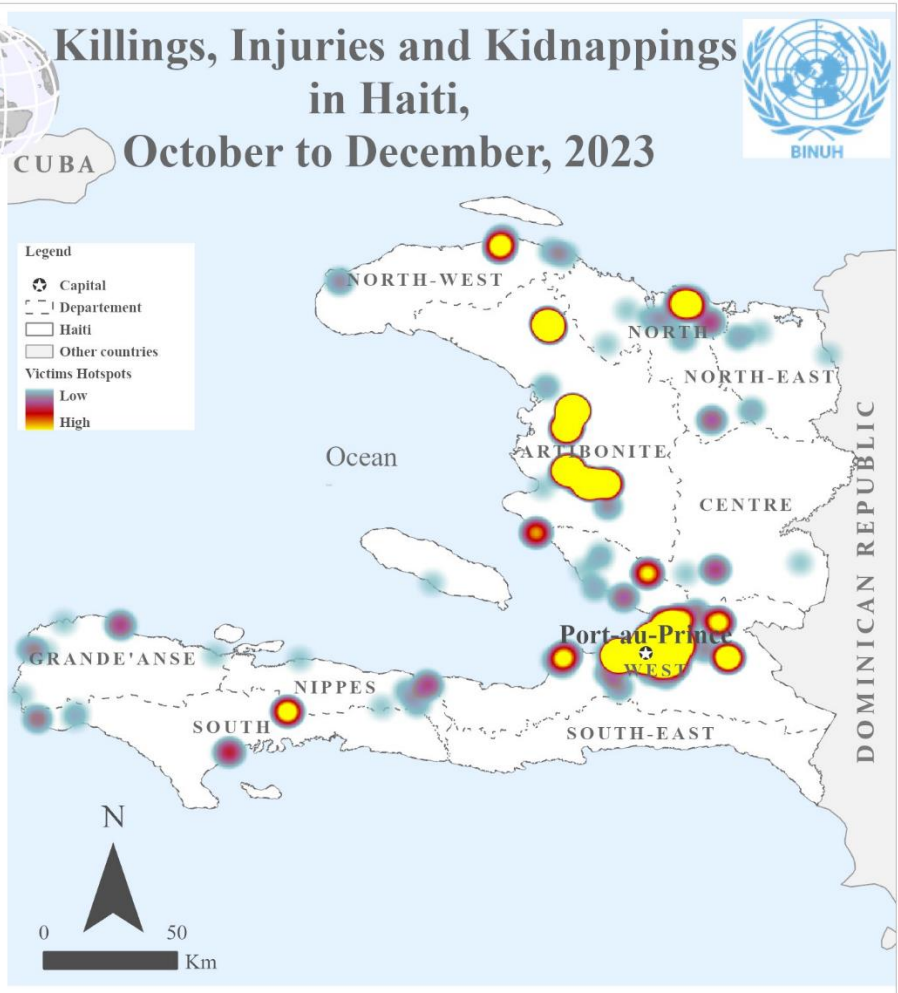 Killings, Injuries and Kidnappings
in Haiti,
October to December, 2023
BINUH
CUBA
Legend
Capital
Departement
Haiti
Other countries
Victims Hotspots
Low
High
NORTH-WEST
NORTH
NORTH-EAST
Ocean
ARTIBONITE
CENTRE
DOMINICAN REPUBLIC
Port-au-Prince
WEST
GRANDE'ANSE
NIPPES
SOUTH
SOUTH-EAST
N
0 50
Km